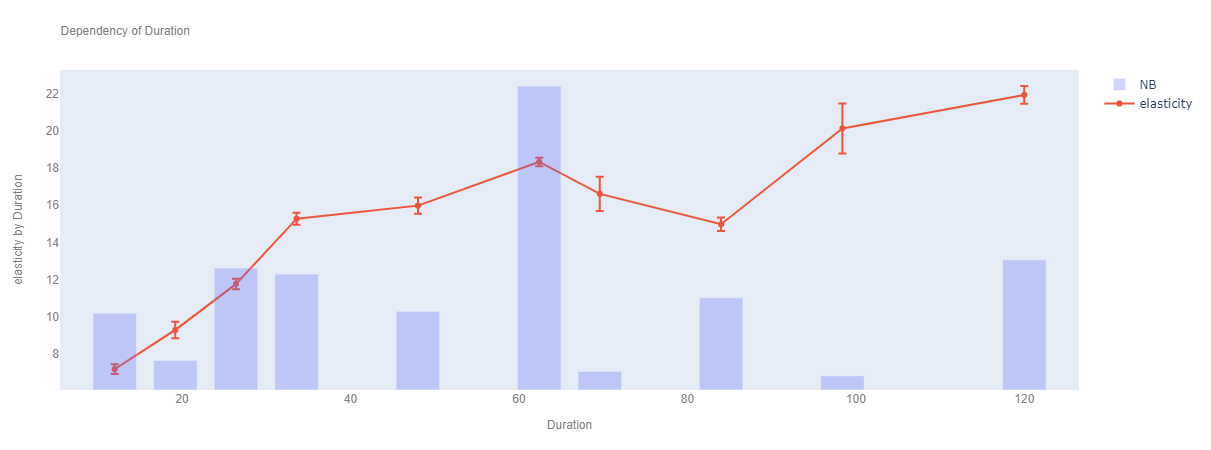 Dependency of Duration
NB
elasticity
elasticity by Duration
22
20
18
16
14
12
10
8
20
40
60
80
100
120
Duration